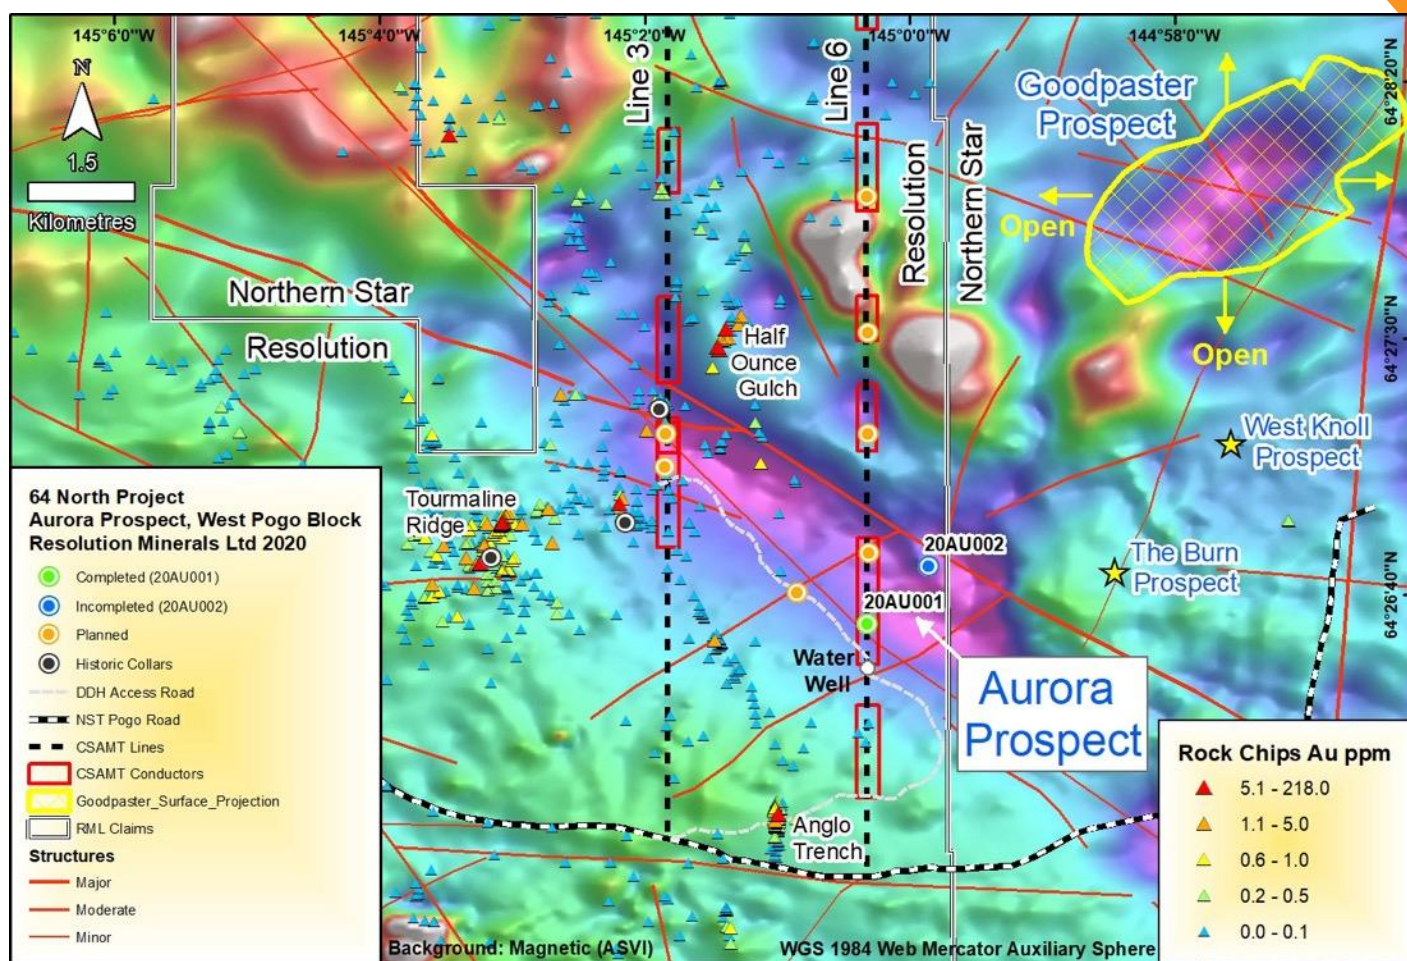 145°6'0"W
145°4'0"W
145°2'0"W
145°0'0"W
144°58'0"W
N
1.5
Kilometres
Line 3
Line 6
Goodpaster
Prospect
64°28'20"N
Resolution
Northern Star
Open
Open
Northern Star
Resolution
Half
Ounce
Gulch
64°27'30"N
West Knoll
Prospect
Tourmaline
Ridge
20AU002
The Burn
Prospect
64°26'40"N
20AU001
Water
Well
Aurora
Prospect
Anglo
Trench
64 North Project
Aurora Prospect, West Pogo Block
Resolution Minerals Ltd 2020
Completed (20AU001)
Incompleted (20AU002)
Planned
Historic Collars
DDH Access Road
NST Pogo Road
CSAMT Lines
CSAMT Conductors
Goodpaster_Surface_Projection
RML Claims
Structures
Major
Moderate
Minor
Rock Chips Au ppm
5.1 - 218.0
1.1 - 5.0
0.6 - 1.0
0.2 - 0.5
0.0 - 0.1
Background: Magnetic (ASVI)
WGS 1984 Web Mercator Auxiliary Sphere